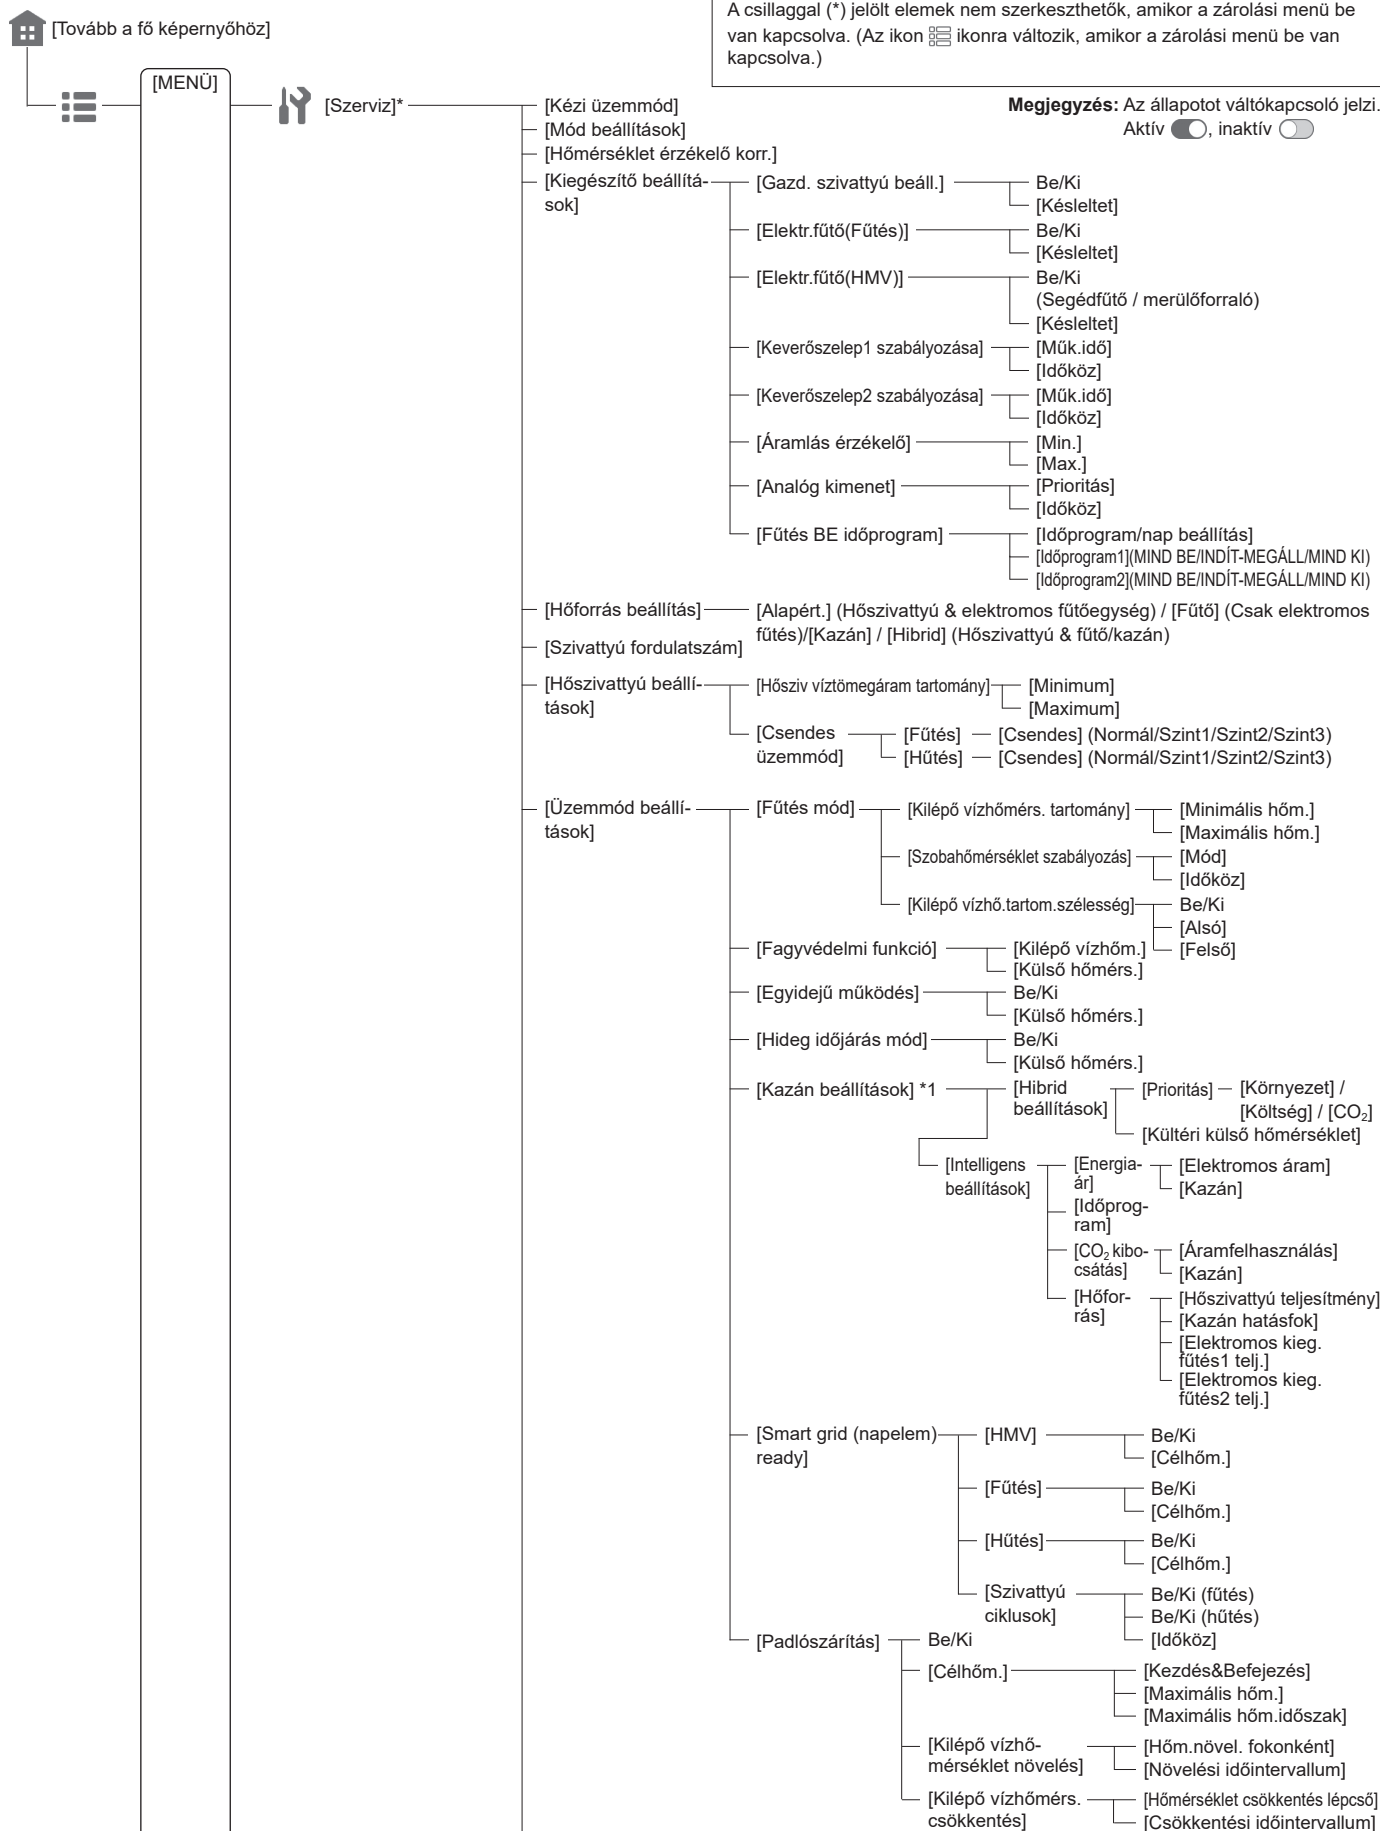 A csillaggal (*) jelölt elemek nem szerkeszthetők, amikor a zárolási menü be
van kapcsolva. (Az ikon ikonra változik, amikor a zárolási menü be van
kapcsolva.)
[Tovább a fő képernyőhöz]
[MENÜ]
[Szerviz]*
Megjegyzés: Az állapotot váltókapcsoló jelzi.
Aktív , inaktív
[Kézi üzemmód]
[Mód beállítások]
[Hőmérséklet érzékelő korr.]
[Kiegészítő beállítá-
sok]
[Gazd. szivattyú beáll.]
Be/Ki
[Késleltet]
[Elektr.fűtő(Fűtés)]
Be/Ki
[Késleltet]
[Elektr.fűtő(HMV)]
Be/Ki
(Segédfűtő / merülőforraló)
[Késleltet]
[Keverőszelep1 szabályozása]
[Műk.idő]
[Időköz]
[Keverőszelep2 szabályozása]
[Műk.idő]
[Időköz]
[Áramlás érzékelő]
[Min.]
[Max.]
[Analóg kimenet]
[Prioritás]
[Időköz]
[Fűtés BE időprogram]
[Időprogram/nap beállítás]
[Időprogram1](MIND BE/INDÍT-MEGÁLL/MIND KI)
[Időprogram2](MIND BE/INDÍT-MEGÁLL/MIND KI)
[Hőforrás beállítás]
[Alapért.] (Hőszivattyú & elektromos fűtőegység) / [Fűtő] (Csak elektromos
fűtés)/[Kazán] / [Hibrid] (Hőszivattyú & fűtő/kazán)
[Szivattyú fordulatszám]
[Hőszivattyú beállí-
tások]
[Hősziv víztömegáram tartomány]
[Minimum]
[Maximum]
[Csendes
üzemmód]
[Fűtés]
[Csendes] (Normál/Szint1/Szint2/Szint3)
[Hűtés]
[Csendes] (Normál/Szint1/Szint2/Szint3)
[Üzemmód beállí-
tások]
[Fűtés mód]
[Kilépő vízhőmérs. tartomány]
[Minimális hőm.]
[Maximális hőm.]
[Szobahőmérséklet szabályozás]
[Mód]
[Időköz]
[Kilépő vízhő.tartom.szélesség]
Be/Ki
[Alsó]
[Felső]
[Fagyvédelmi funkció]
[Kilépő vízhőm.]
[Külső hőmérs.]
[Egyidejű működés]
Be/Ki
[Külső hőmérs.]
[Hideg időjárás mód]
Be/Ki
[Külső hőmérs.]
[Kazán beállítások] *1
[Hibrid
beállítások]
[Prioritás]
[Környezet] /
[Költség] / [CO₂]
[Kültéri külső hőmérséklet]
[Intelligens
beállítások]
[Energia-
ár]
[Elektromos áram]
[Kazán]
[Időprog-
ram]
[CO₂ kibo-
csátás]
[Áramfelhasználás]
[Kazán]
[Hőfor-
rás]
[Hőszivattyú teljesítmény]
[Kazán hatásfok]
[Elektromos kieg.
fűtés1 telj.]
[Elektromos kieg.
fűtés2 telj.]
[Smart grid (napelem)
ready]
[HMV]
Be/Ki
[Célhőm.]
[Fűtés]
Be/Ki
[Célhőm.]
[Hűtés]
Be/Ki
[Célhőm.]
[Szivattyú
ciklusok]
Be/Ki (fűtés)
Be/Ki (hűtés)
[Időköz]
[Padlószárítás]
Be/Ki
[Célhőm.]
[Kezdés&Befejezés]
[Maximális hőm.]
[Maximális hőm.időszak]
[Kilépő vízhő-
mérséklet növelés]
[Hőm.növel. fokonként]
[Növelési időintervallum]
[Kilépő vízhőmérs.
csökkentés]
[Hőmérséklet csökkentés lépcső]
[Csökkentési időintervallum]